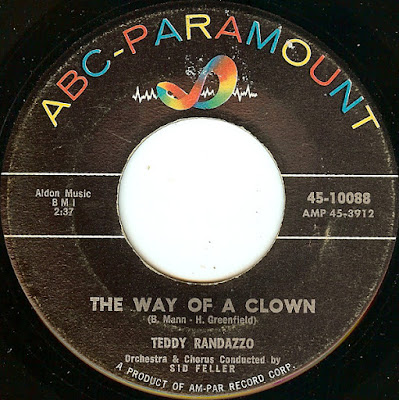 ABC-PARAMOUNT
Aldon Music
BMI
2:37
45-10088
AMP 45-3912
THE WAY OF A CLOWN
(B. Mann - H. Greenfield)
TEDDY RANDAZZO
Orchestra & Chorus Conducted by
SID FELLER
A PRODUCT OF AM-PAR RECORD CORP.